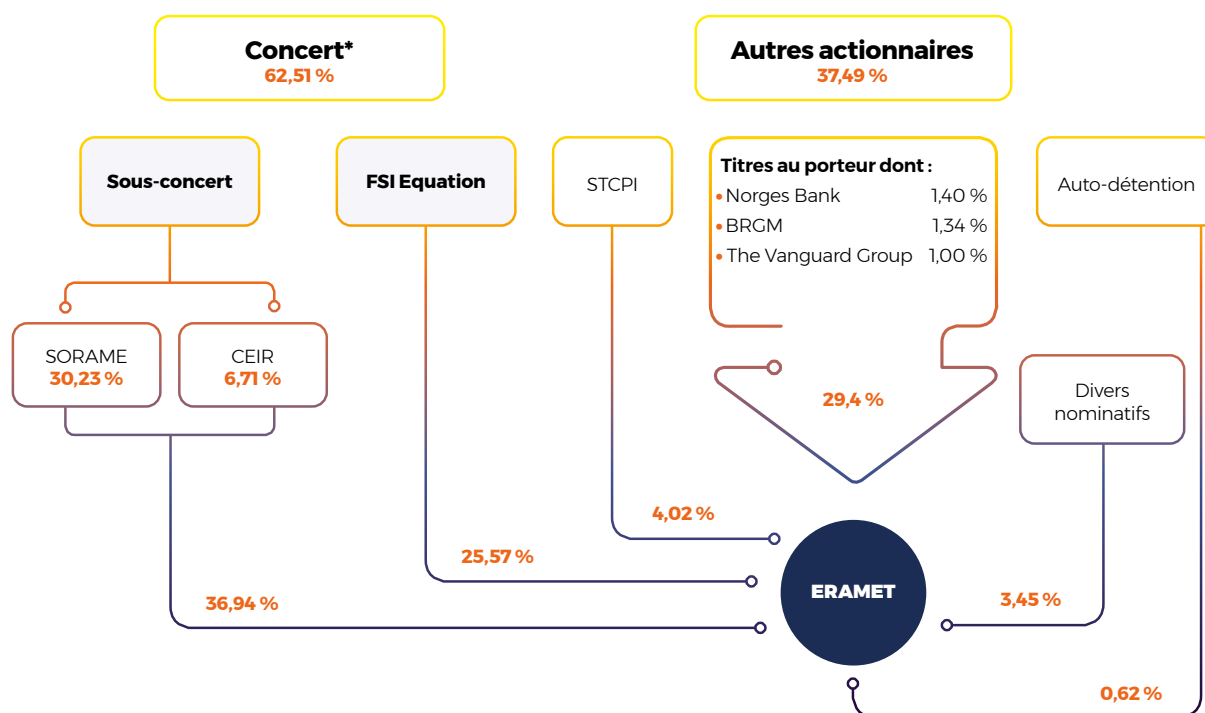 Concert*
62,51 %
Autres actionnaires
37,49 %
Sous-concert
FSI Equation
STCPI
Titres au porteur dont :
• Norges Bank 1,40 %
• BRGM 1,34 %
• The Vanguard Group 1,00 %
Auto-détention
SORAME
30,23 %
CEIR
6,71 %
29,4 %
Divers
nominatifs
4,02 %
25,57 %
36,94 %
ERAMET
3,45 %
0,62 %